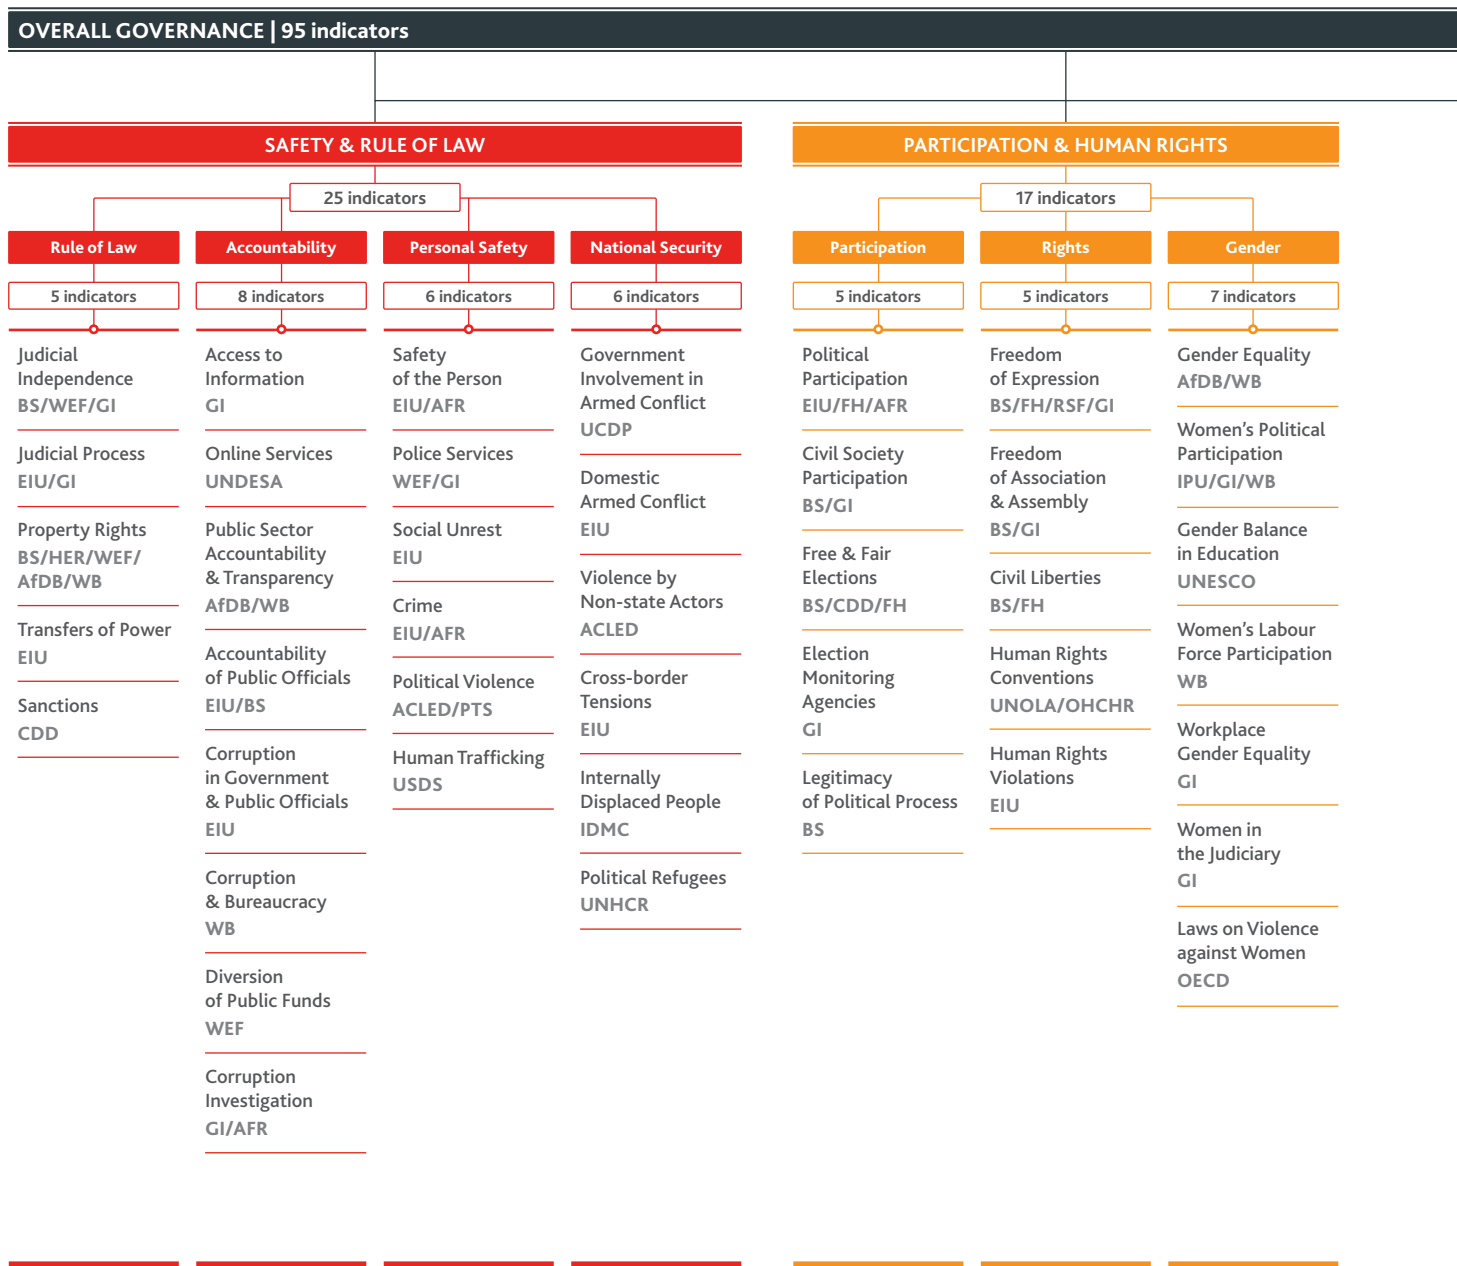 OVERALL GOVERNANCE | 95 indicators
SAFETY & RULE OF LAW
25 indicators
Rule of Law
5 indicators
Judicial
Independence
BS/WEF/GI
Judicial Process
EIU/GI
Property Rights
BS/HER/WEF/
AfDB/WB
Transfers of Power
EIU
Sanctions
CDD
Accountability
8 indicators
Access to
Information
GI
Online Services
UNDESA
Public Sector
Accountability
& Transparency
AfDB/WB
Accountability
of Public Officials
EIU/BS
Corruption
in Government
& Public Officials
EIU
Corruption
& Bureaucracy
WB
Diversion
of Public Funds
WEF
Corruption
Investigation
GI/AFR
Personal Safety
6 indicators
Safety
of the Person
EIU/AFR
Police Services
WEF/GI
Social Unrest
EIU
Crime
EIU/AFR
Political Violence
ACLED/PTS
Human Trafficking
USDS
National Security
6 indicators
Government
Involvement in
Armed Conflict
UCDP
Domestic
Armed Conflict
EIU
Violence by
Non-state Actors
ACLED
Cross-border
Tensions
EIU
Internally
Displaced People
IDMC
Political Refugees
UNHCR
PARTICIPATION & HUMAN RIGHTS
17 indicators
Participation
5 indicators
Political
Participation
EIU/FH/AFR
Civil Society
Participation
BS/GI
Free & Fair
Elections
BS/CDD/FH
Election
Monitoring
Agencies
GI
Legitimacy
of Political Process
BS
Rights
5 indicators
Freedom
of Expression
BS/FH/RSF/GI
Freedom
of Association
& Assembly
BS/GI
Civil Liberties
BS/FH
Human Rights
Conventions
UNOLA/OHCHR
Human Rights
Violations
EIU
Gender
7 indicators
Gender Equality
AfDB/WB
Women's Political
Participation
IPU/GI/WB
Gender Balance
in Education
UNESCO
Women's Labour
Force Participation
WB
Workplace
Gender Equality
GI
Women in
the Judiciary
GI
Laws on Violence
against Women
OECD